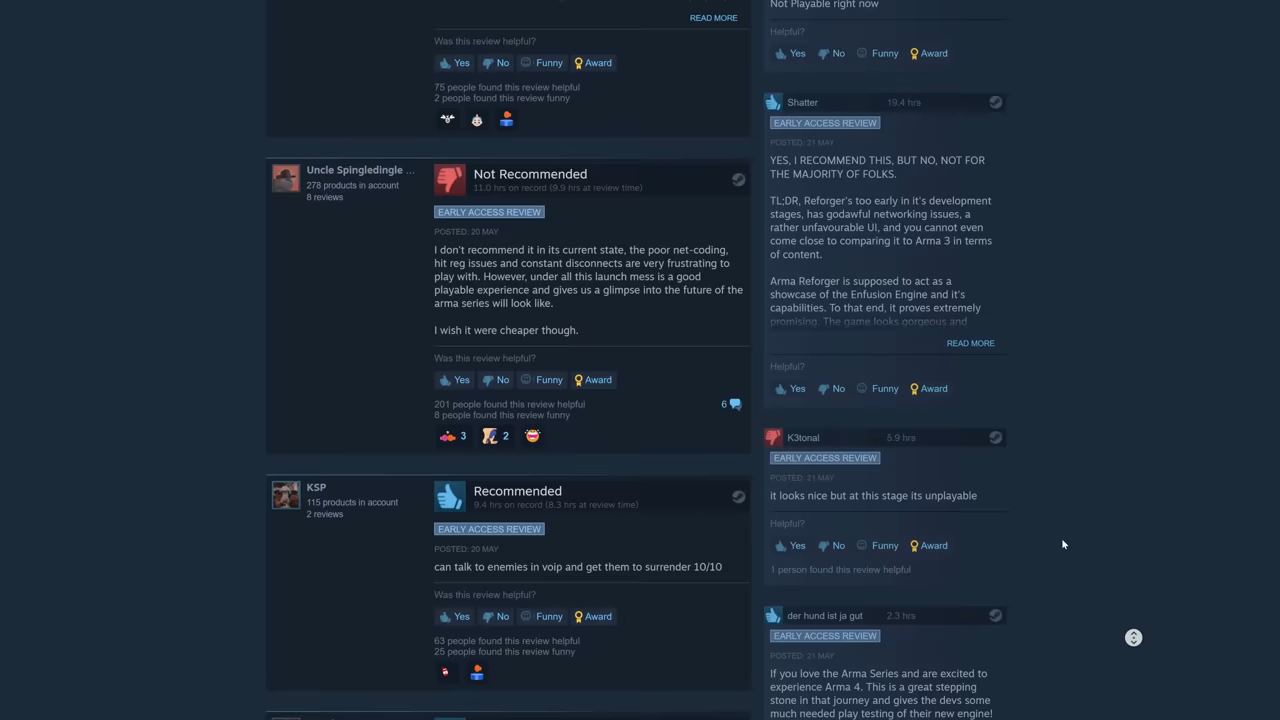 READ MORE
Was this review helpful?
Yes No Funny Award
75 people found this review helpful
2 people found this review funny
Uncle Spingledingle ...
278 products in account
8 reviews
Not Recommended
11.0 hrs on record (9.9 hrs at review time)
EARLY ACCESS REVIEW
POSTED: 20 MAY
I don't recommend it in its current state, the poor net-coding,
hit reg issues and constant disconnects are very frustrating to
play with. However, under all this launch mess is a good
playable experience and gives us a glimpse into the future of the
arma series will look like.
I wish it were cheaper though.
Was this review helpful?
Yes No Funny Award
201 people found this review helpful
8 people found this review funny
6
3 2
KSP
115 products in account
2 reviews
Recommended
9.4 hrs on record (8.3 hrs at review time)
EARLY ACCESS REVIEW
POSTED: 20 MAY
can talk to enemies in voip and get them to surrender 10/10
Was this review helpful?
Yes No Funny Award
63 people found this review helpful
25 people found this review funny
Not Playable right now
Helpful?
Yes No Funny Award
Shatter 19.4 hrs
EARLY ACCESS REVIEW
POSTED: 21 MAY
YES, I RECOMMEND THIS, BUT NO, NOT FOR
THE MAJORITY OF FOLKS.
TL;DR, Reforger's too early in it's development
stages, has godawful networking issues, a
rather unfavourable UI, and you cannot even
come close to comparing it to Arma 3 in terms
of content.
Arma Reforger is supposed to act as a
showcase of the Enfusion Engine and it's
capabilities. To that end, it proves extremely
promising. The game looks gorgeous and
READ MORE
Helpful?
Yes No Funny Award
K3tonal 5.9 hrs
EARLY ACCESS REVIEW
POSTED: 21 MAY
it looks nice but at this stage its unplayable
Helpful?
Yes No Funny Award
1 person found this review helpful
der hund ist ja gut 2.3 hrs
EARLY ACCESS REVIEW
POSTED: 21 MAY
If you love the Arma Series and are excited to
experience Arma 4. This is a great stepping
stone in that journey and gives the devs some
much needed play testing of their new engine!